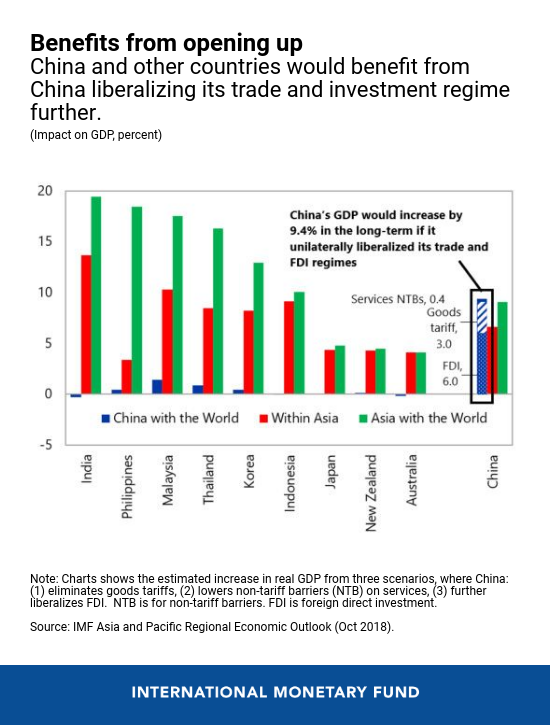 Benefits from opening up
China and other countries would benefit from
China liberalizing its trade and investment regime
further.
(Impact on GDP, percent)
20
15
10
5
0
-5
China's GDP would increase by
9.4% in the long-term if it
unilaterally liberalized its trade and
FDI regimes
Services NTBs, 0.4
Goods
tariff,
3.0
FDI,
6.0
China with the World
Within Asia
Asia with the World
India
Philippines
Malaysia
Thailand
Korea
Indonesia
Japan
New Zealand
Australia
China
Note: Charts shows the estimated increase in real GDP from three scenarios, where China:
(1) eliminates goods tariffs, (2) lowers non-tariff barriers (NTB) on services, (3) further
liberalizes FDI.  NTB is for non-tariff barriers. FDI is foreign direct investment.
Source: IMF Asia and Pacific Regional Economic Outlook (Oct 2018).
INTERNATIONAL MONETARY FUND